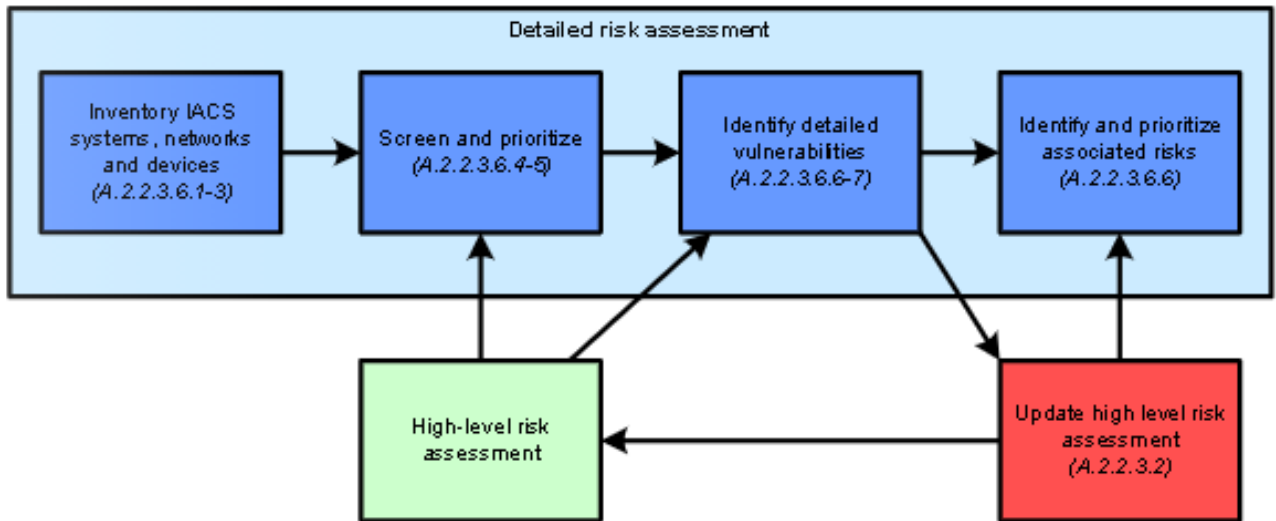 Detailed risk assessment
Inventory IACS
systems, networks
and devices
(A.2.2.3.6.1-3)
Screen and prioritize
(A.2.2.3.6.4-5)
Identify detailed
vulnerabilities
(A.2.2.3.6.6-7)
Identify and prioritize
associated risks
(A.2.2.3.6.6)
High-level risk
assessment
Update high level risk
assessment
(A.2.2.3.2)